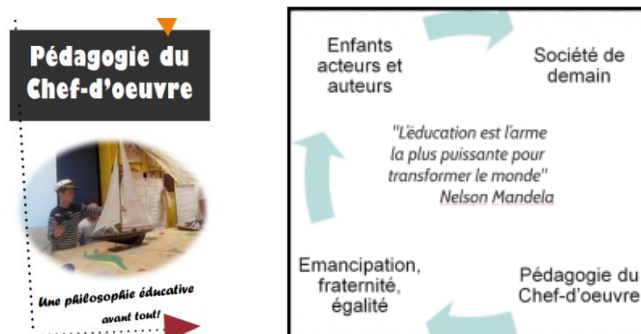 Pédagogie du
Chef-d'oeuvre
Une philosophie éducative
avant tout!
Enfants
acteurs et
auteurs
Société de
demain
"L'éducation est l'arme
la plus puissante pour
transformer le monde"
Nelson Mandela
Emancipation,
fraternité,
égalité
Pédagogie du
Chef-d'oeuvre